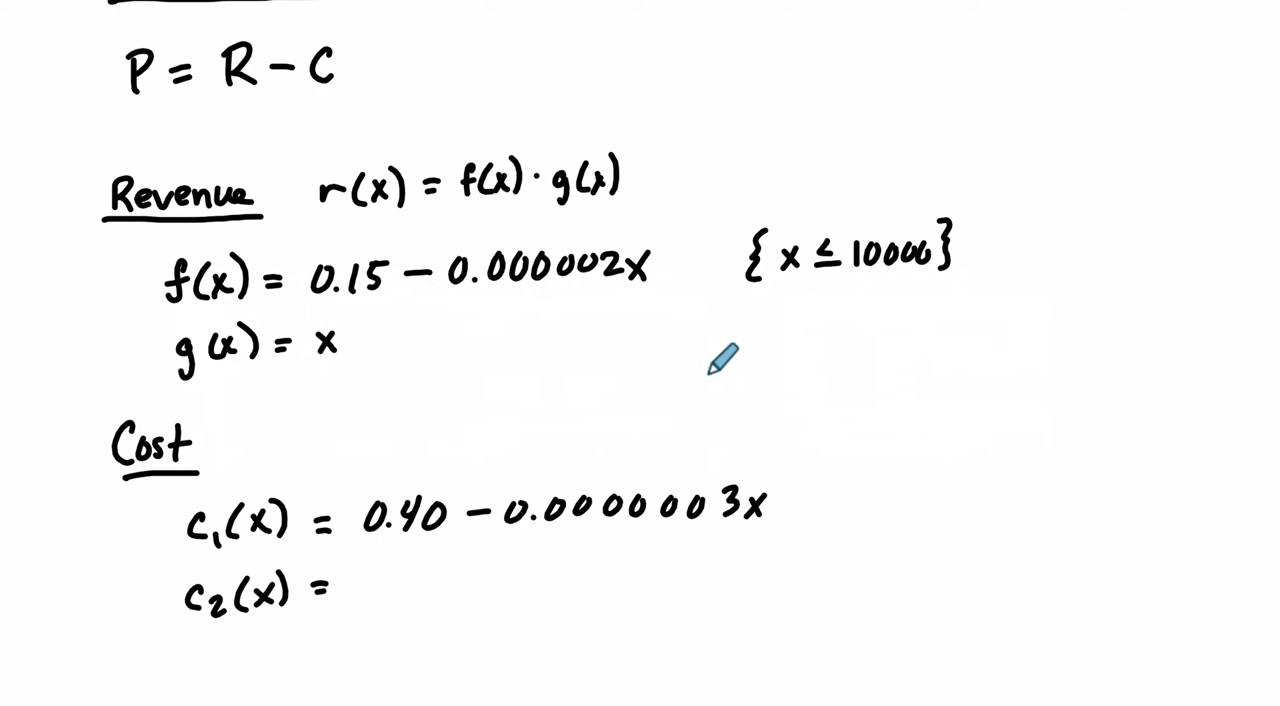 P = R - C
Revenue r(x) = f(x) · g(x)
f(x) = 0.15 - 0.000002x { x ≤ 10000 }
g(x) = x
Cost
c₁(x) = 0.40 - 0.0000003x
c₂(x) =